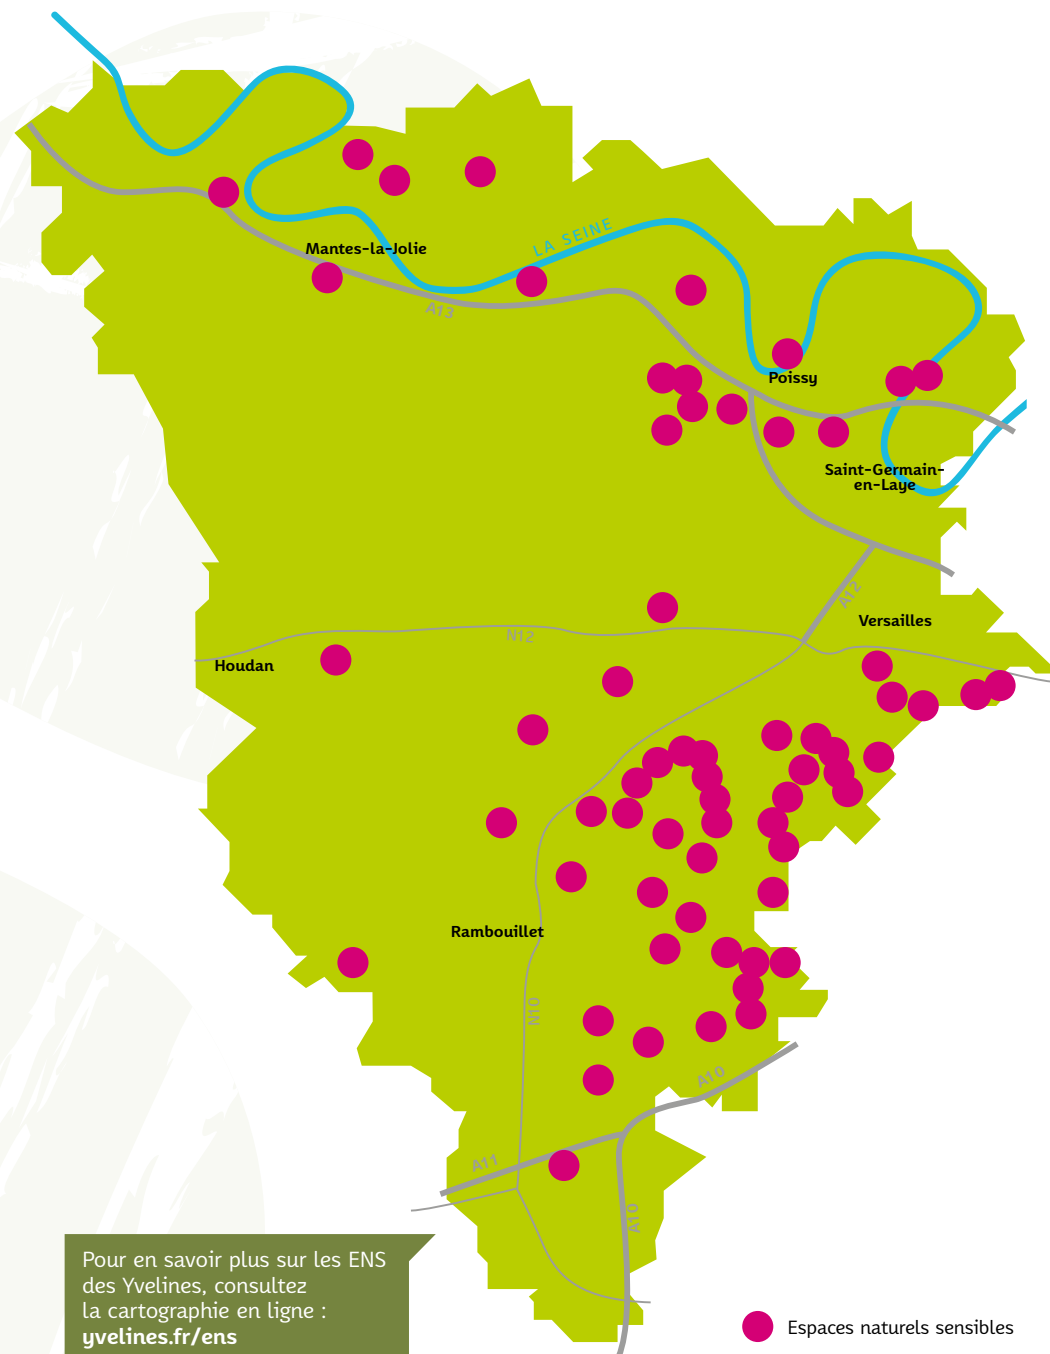 LA SEINE
Mantes-la-Jolie
A13
Poissy
Saint-Germain-
en-Laye
A12
Versailles
N12
Houdan
Rambouillet
N10
A10
A11
A10
Pour en savoir plus sur les ENS
des Yvelines, consultez
la cartographie en ligne :
yvelines.fr/ens
Espaces naturels sensibles